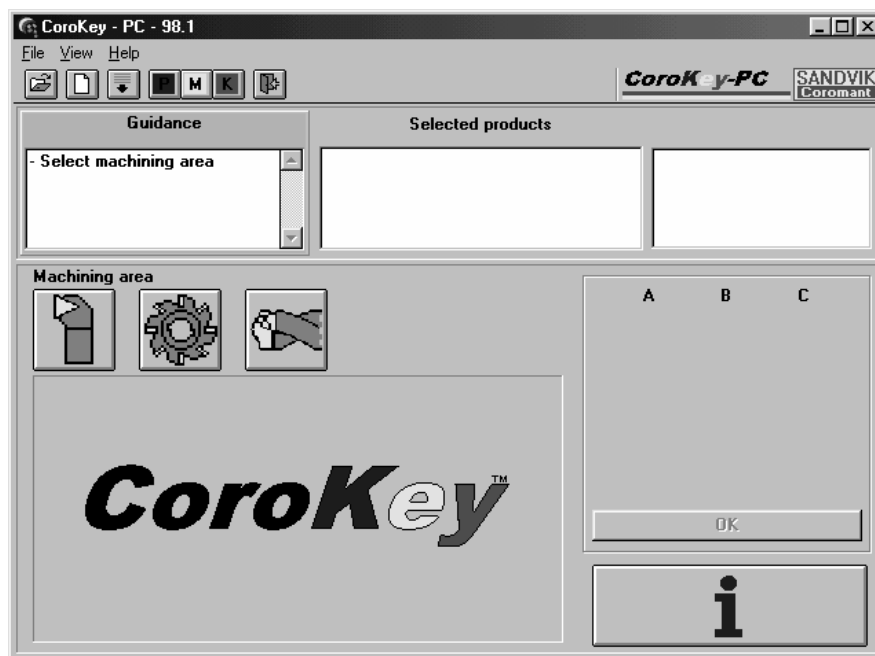 CoroKey - PC - 98.1
File View Help
P M K
CoroKey-PC
SANDVIK
Coromant
Guidance
Selected products
- Select machining area
Machining area
A B C
CoroKey™
OK
i